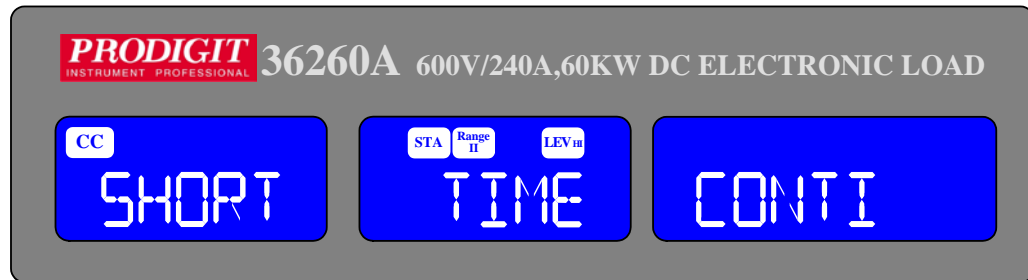 PRODIGIT
INSTRUMENT PROFESSIONAL
36260A 600V/240A,60KW DC ELECTRONIC LOAD
CC
STA Range II LEV HI
SHORT TIME CONTI